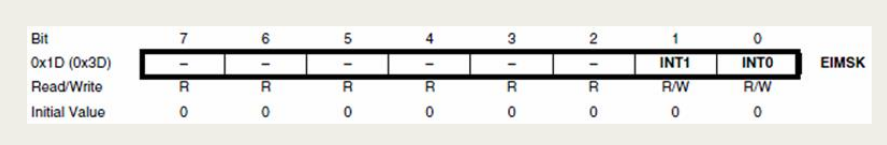 Bit 7 6 5 4 3 2 1 0
0x1D (0x3D) – – – – – – INT1 INT0 EIMSK
Read/Write R R R R R R R/W R/W
Initial Value 0 0 0 0 0 0 0 0